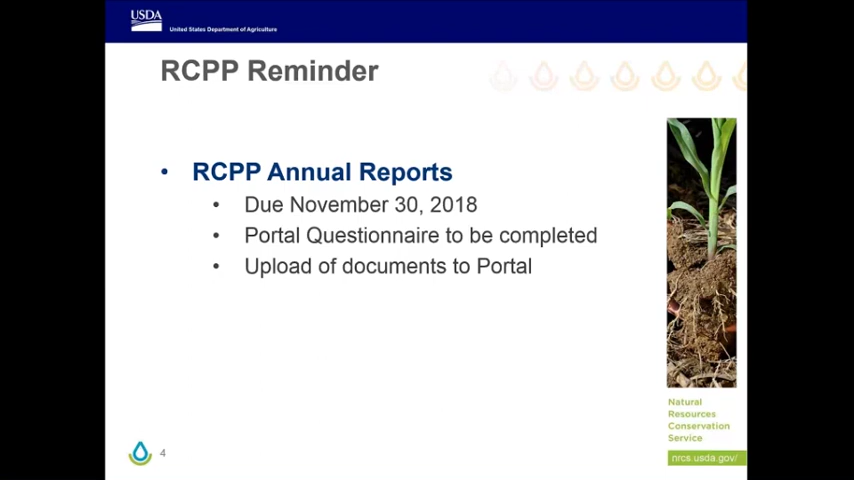 USDA
United States Department of Agriculture
RCPP Reminder
• RCPP Annual Reports
• Due November 30, 2018
• Portal Questionnaire to be completed
• Upload of documents to Portal
Natural
Resources
Conservation
Service
nrcs.usda.gov/
4